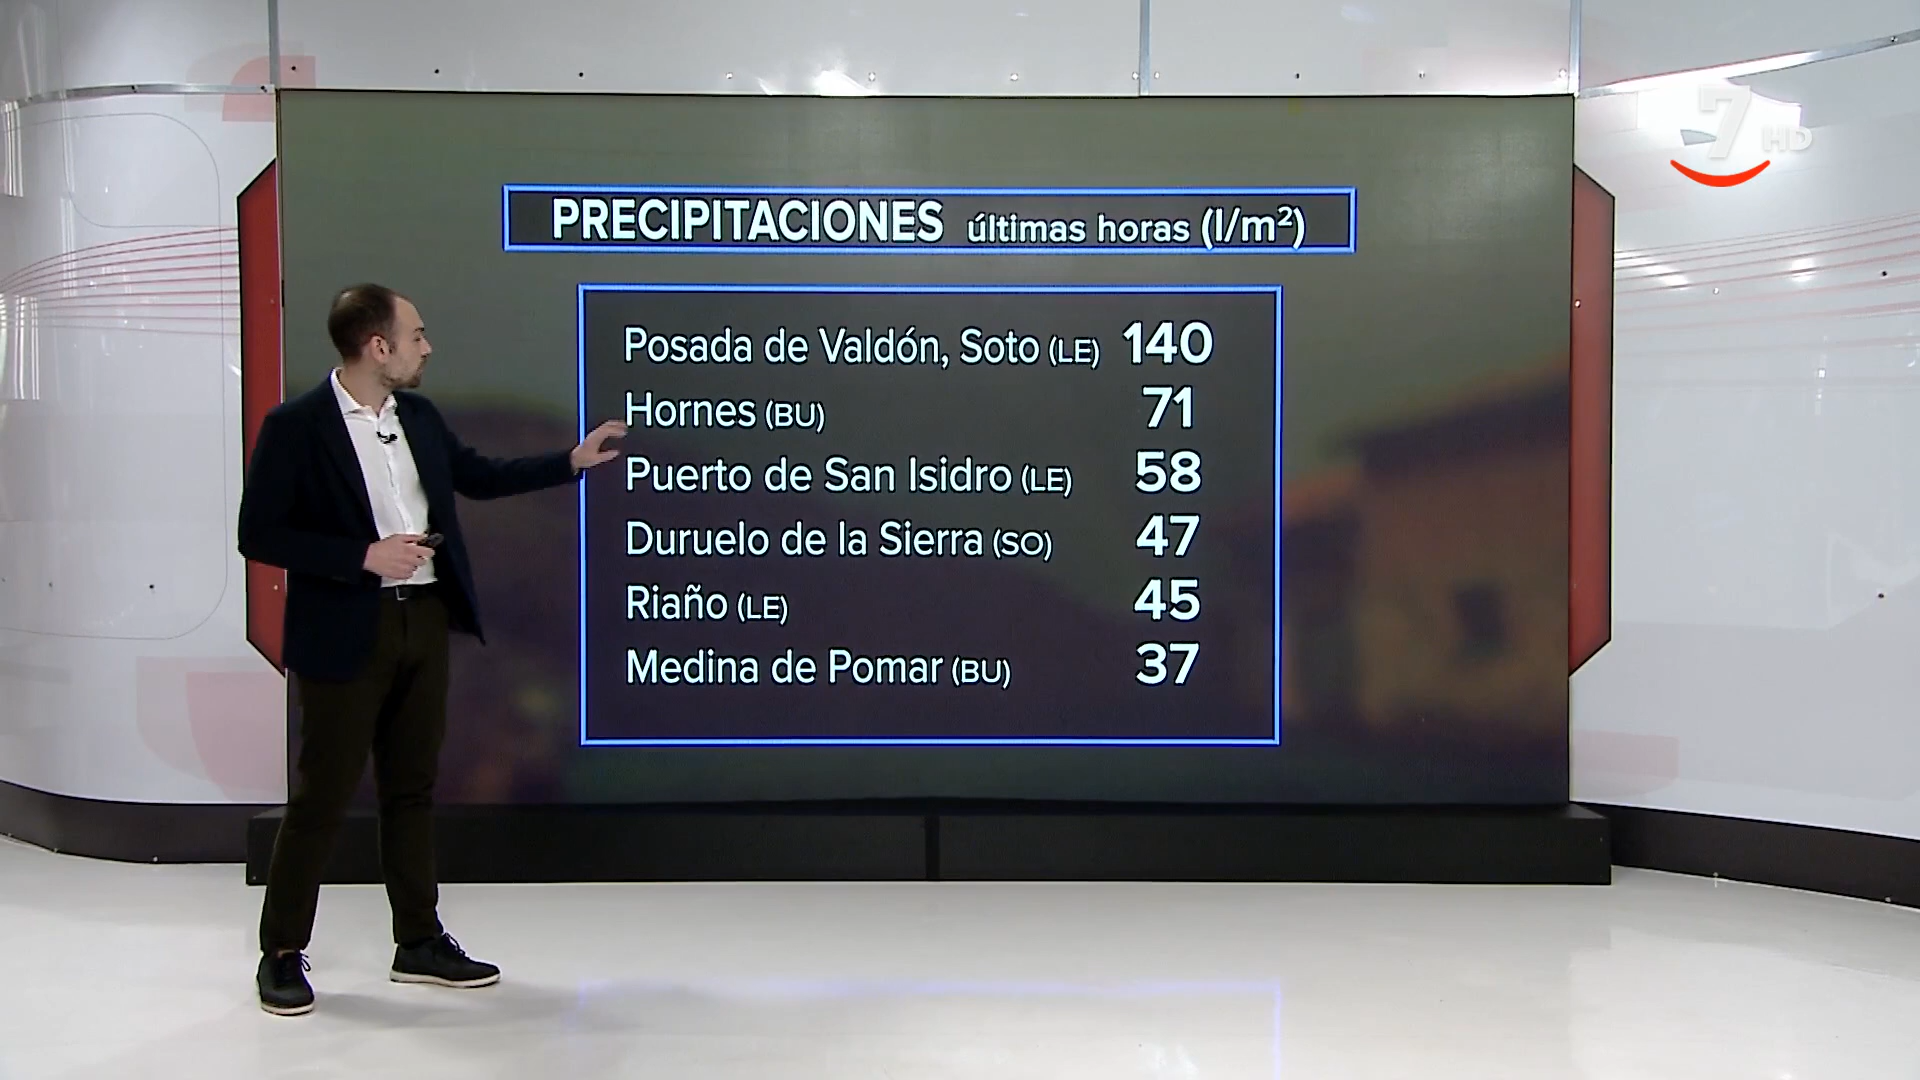 7 HD
PRECIPITACIONES últimas horas (l/m²)
Posada de Valdón, Soto (LE) 140
Hornes (BU) 71
Puerto de San Isidro (LE) 58
Duruelo de la Sierra (SO) 47
Riaño (LE) 45
Medina de Pomar (BU) 37